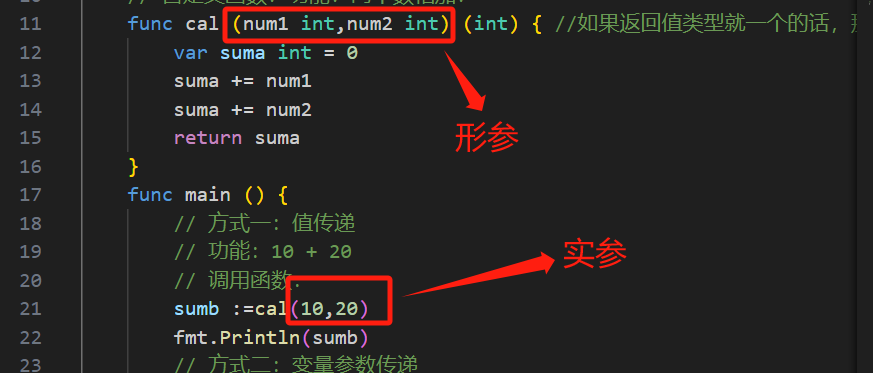 11 func cal (num1 int,num2 int) (int) { //如果返回值类型就一个的话,
12 var suma int = 0
13 suma += num1
14 suma += num2
形参
15 return suma
16 }
17 func main () {
18 // 方式一：值传递
19 // 功能：10 + 20
实参
20 // 调用函数：
21 sumb :=cal(10,20)
22 fmt.Println(sumb)
23 // 方式二：变量参数传递